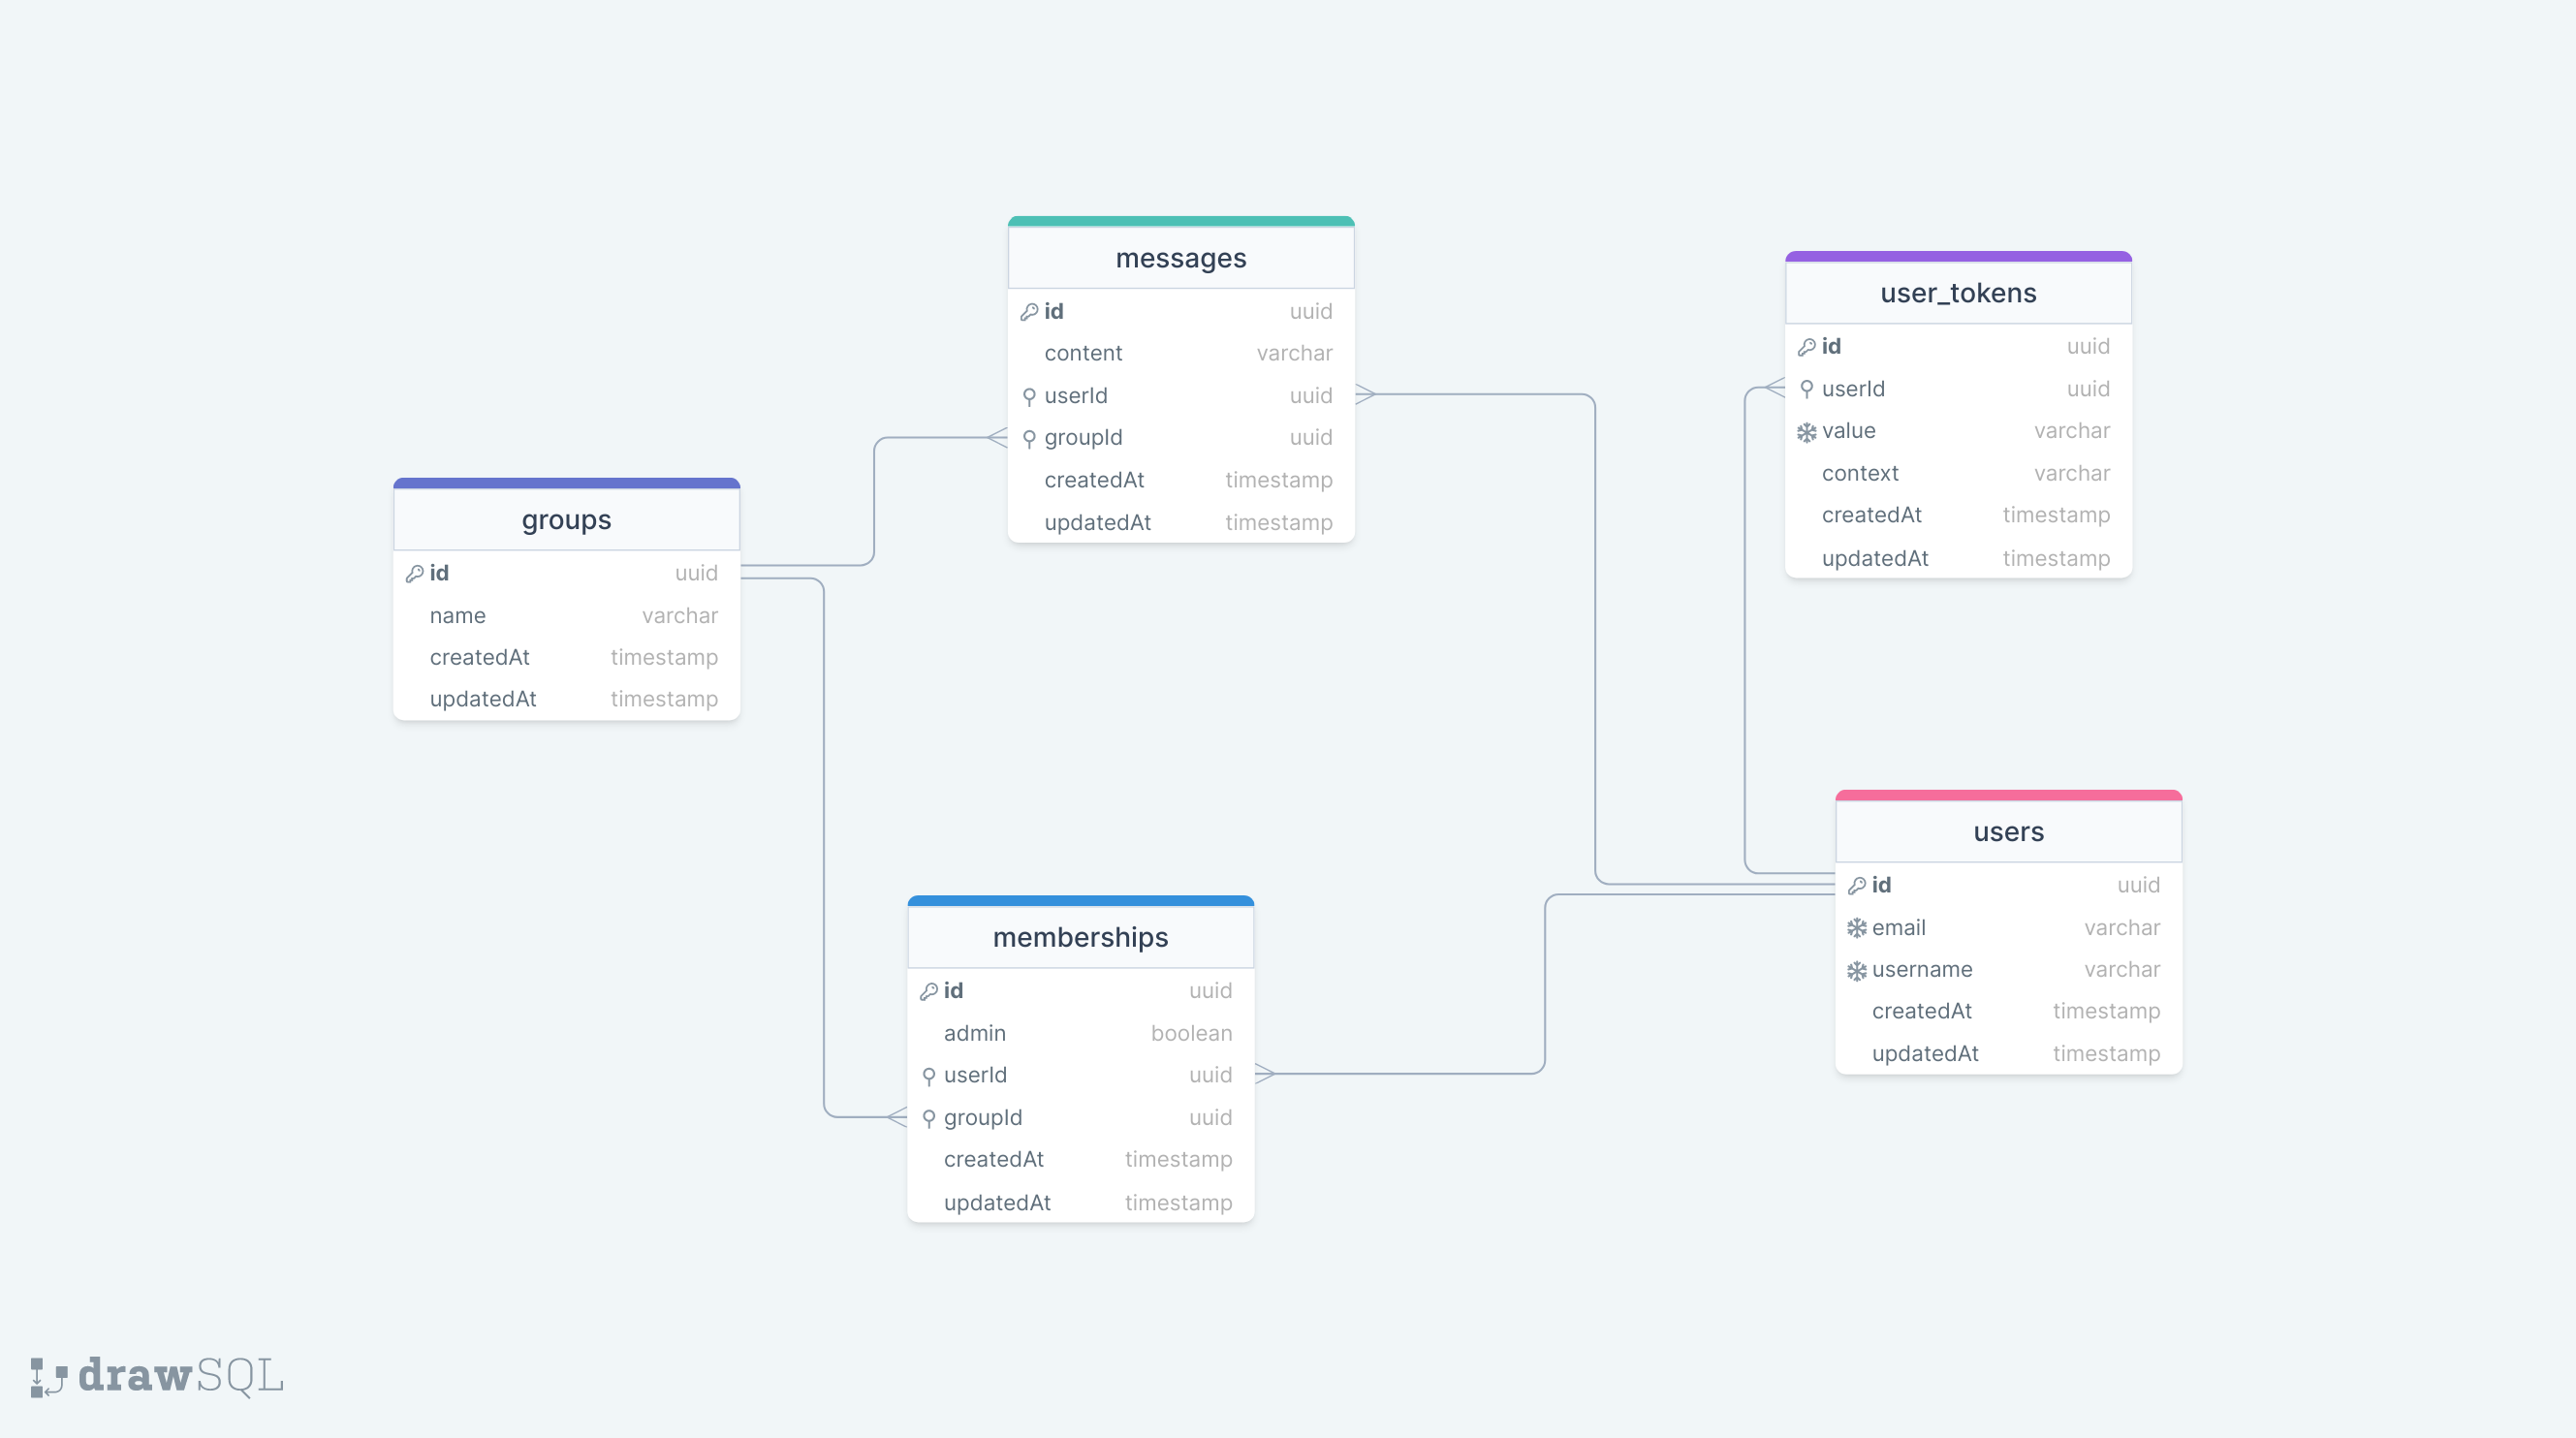 messages
id uuid
content varchar
userId uuid
groupId uuid
createdAt timestamp
updatedAt timestamp
user_tokens
id uuid
userId uuid
value varchar
context varchar
createdAt timestamp
updatedAt timestamp
groups
id uuid
name varchar
createdAt timestamp
updatedAt timestamp
users
id uuid
email varchar
username varchar
createdAt timestamp
updatedAt timestamp
memberships
id uuid
admin boolean
userId uuid
groupId uuid
createdAt timestamp
updatedAt timestamp
drawSQL